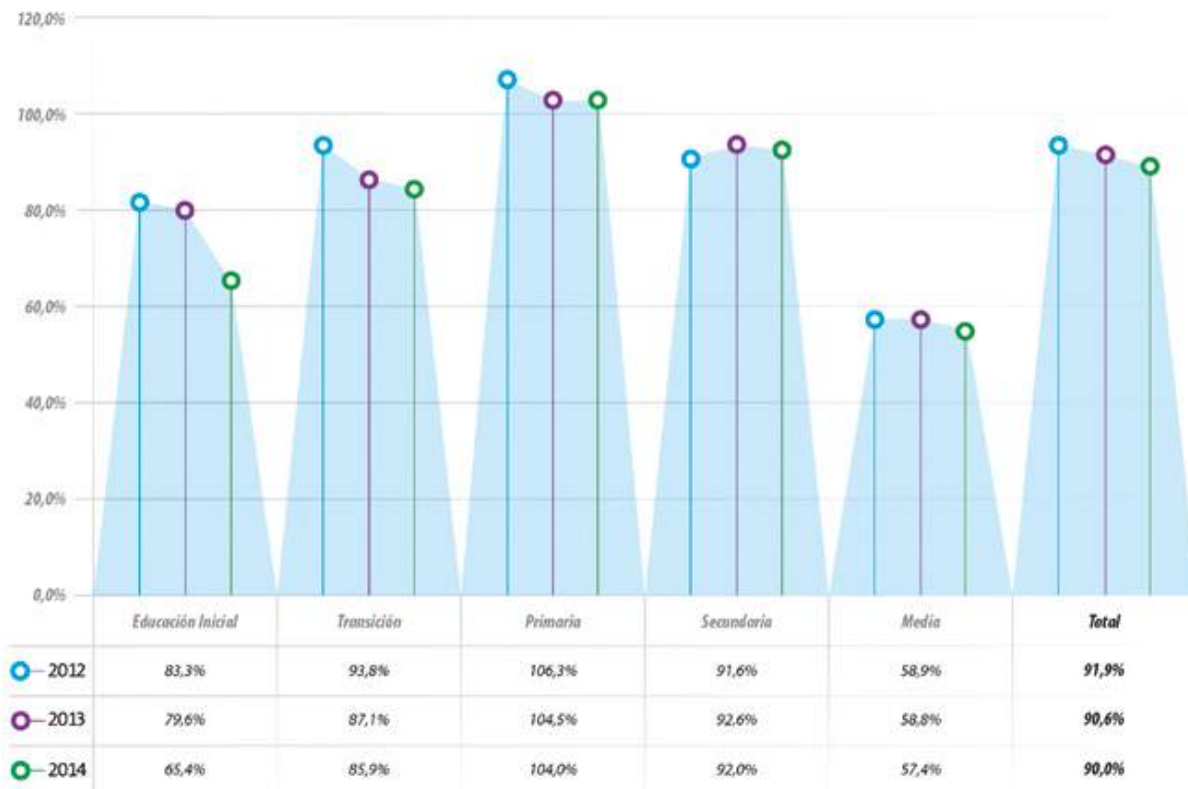 120,0%
100,0%
80,0%
60,0%
40,0%
20,0%
0,0%
Educación Inicial Transición Primaria Secundaria Media Total
2012 83,3% 93,8% 106,3% 91,6% 58,9% 91,9%
2013 79,6% 87,1% 104,5% 92,6% 58,8% 90,6%
2014 65,4% 85,9% 104,0% 92,0% 57,4% 90,0%